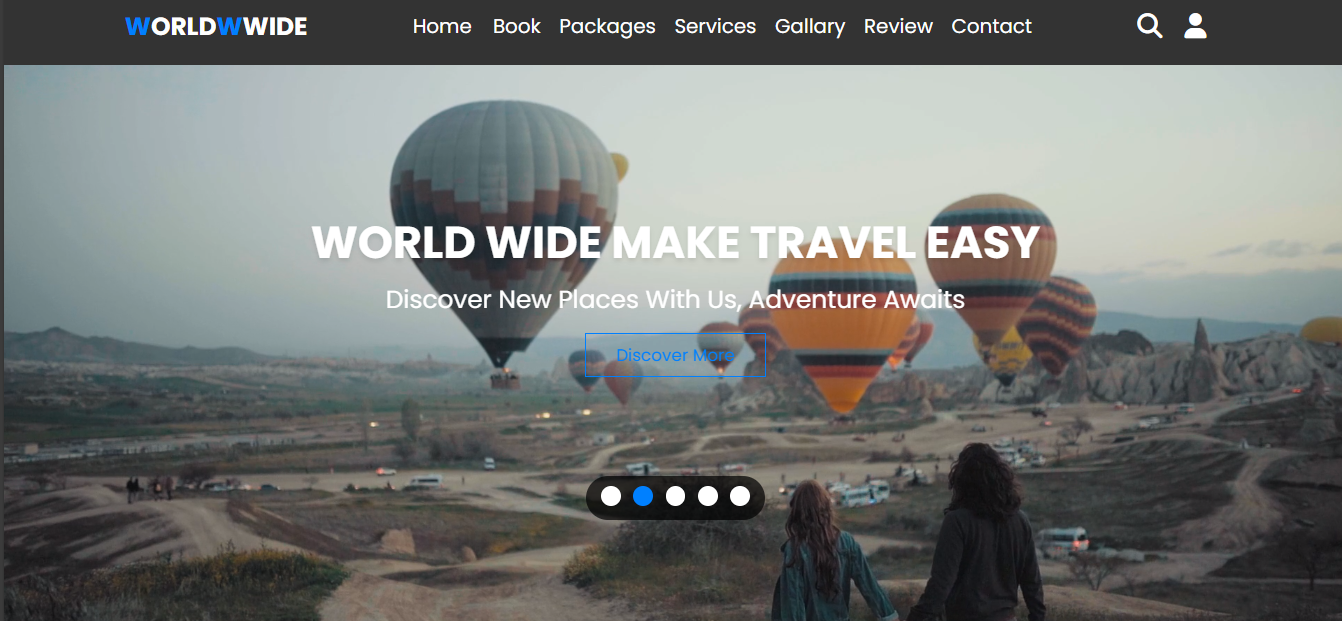 WORLDWWIDE
Home Book Packages Services Gallary Review Contact
WORLD WIDE MAKE TRAVEL EASY
Discover New Places With Us, Adventure Awaits
Discover More